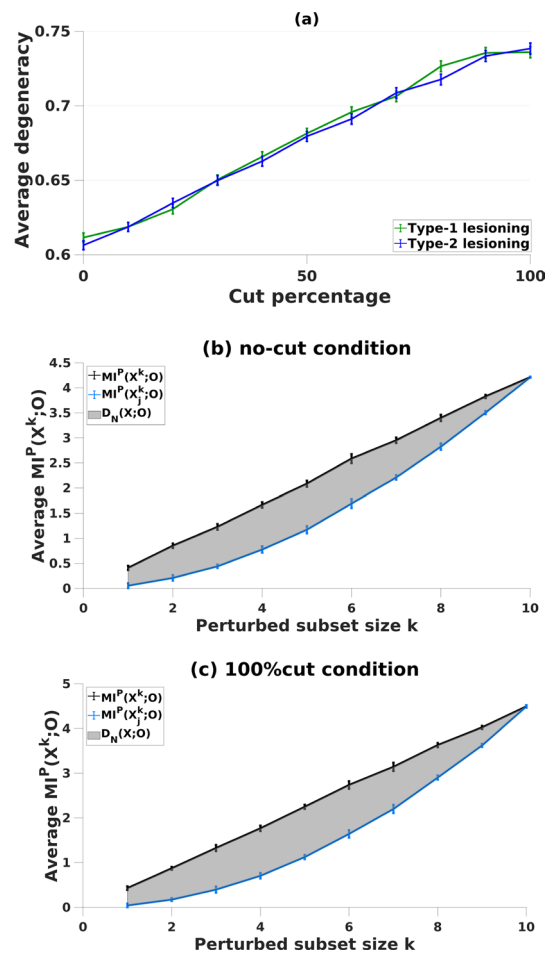 (a)
Average degeneracy
0.75
0.7
0.65
0.6
0
50
100
Cut percentage
Type-1 lesioning
Type-2 lesioning
(b) no-cut condition
MI^P(X^k;O)
MI^P(X_j^k;O)
D_N(X;O)
Average MI^P(X^k;O)
4.5
4
3.5
3
2.5
2
1.5
1
0.5
0
0
2
4
6
8
10
Perturbed subset size k
(c) 100%cut condition
MI^P(X^k;O)
MI^P(X_j^k;O)
D_N(X;O)
Average MI^P(X^k;O)
5
4
3
2
1
0
0
2
4
6
8
10
Perturbed subset size k